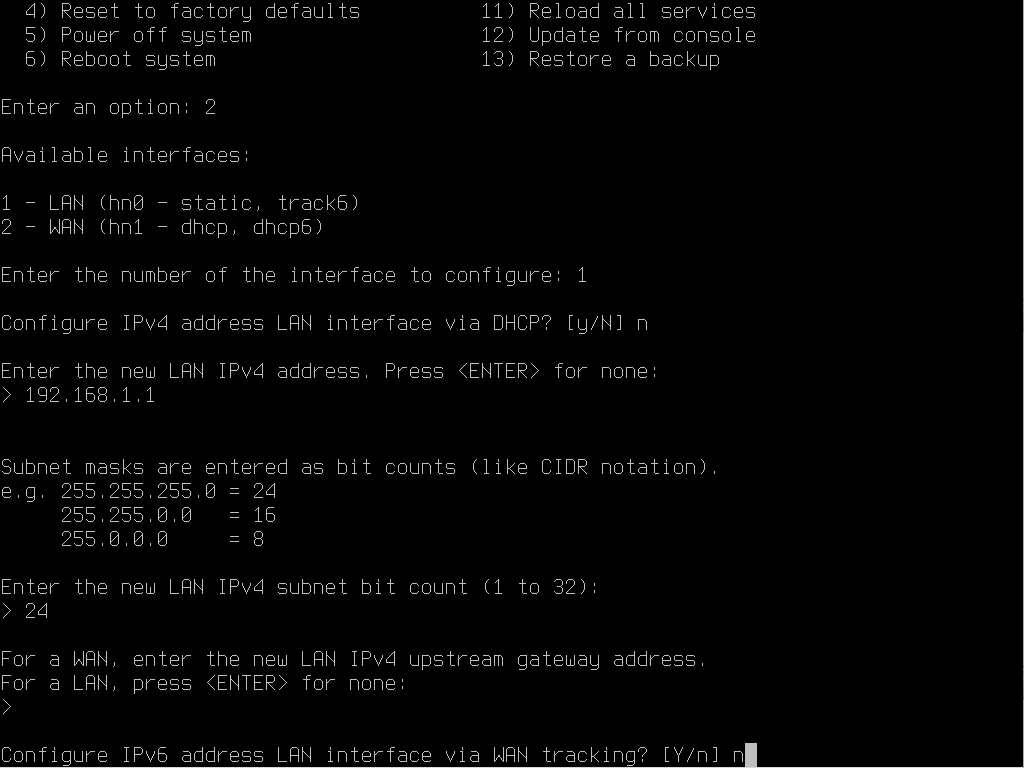 4) Reset to factory defaults 11) Reload all services
5) Power off system 12) Update from console
6) Reboot system 13) Restore a backup
Enter an option: 2
Available interfaces:
1 - LAN (hn0 - static, track6)
2 - WAN (hn1 - dhcp, dhcp6)
Enter the number of the interface to configure: 1
Configure IPv4 address LAN interface via DHCP? [y/N] n
Enter the new LAN IPv4 address. Press <ENTER> for none:
> 192.168.1.1
Subnet masks are entered as bit counts (like CIDR notation).
e.g. 255.255.255.0 = 24
255.255.0.0 = 16
255.0.0.0 = 8
Enter the new LAN IPv4 subnet bit count (1 to 32):
> 24
For a WAN, enter the new LAN IPv4 upstream gateway address.
For a LAN, press <ENTER> for none:
>
Configure IPv6 address LAN interface via WAN tracking? [Y/n] n